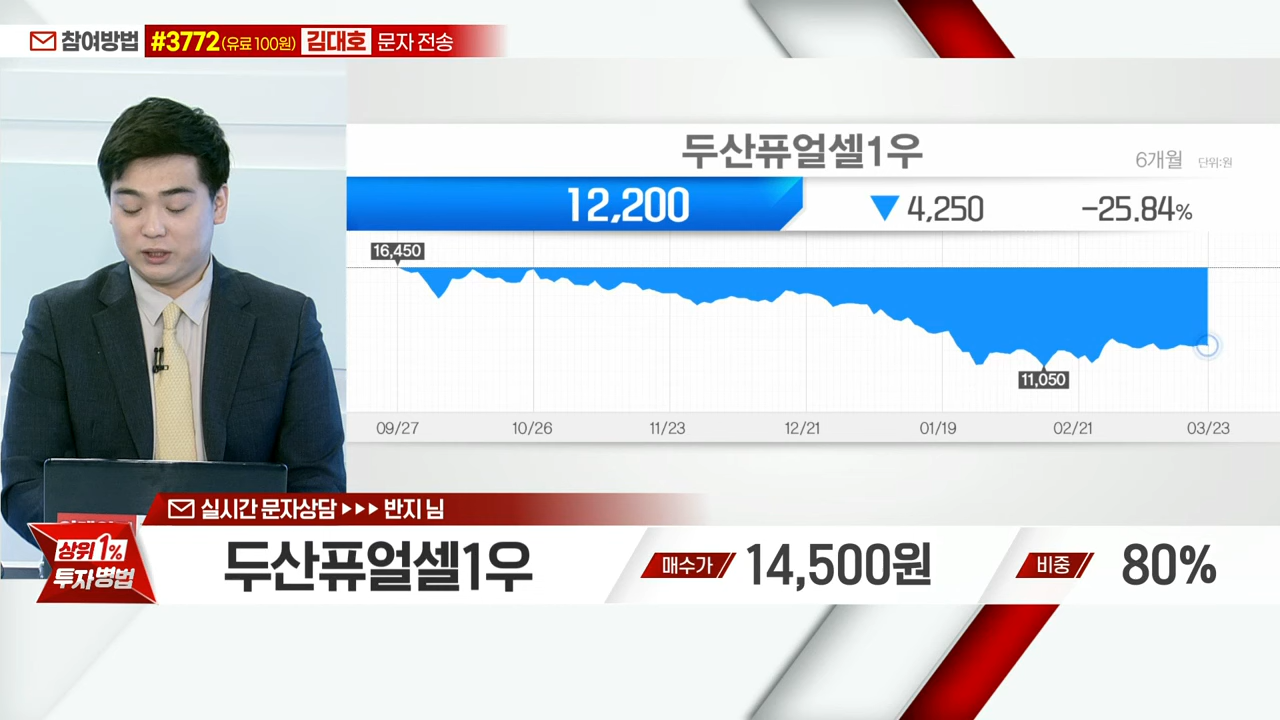 참여방법 #3772(유료 100원) 김대호 문자 전송
두산퓨얼셀1우
6개월 단위:원
12,200 ▼ 4,250 -25.84%
16,450
11,050
09/27 10/26 11/23 12/21 01/19 02/21 03/23
실시간 문자상담 ▶▶▶ 반지 님
상위 1%
투자병법
두산퓨얼셀1우 매수가 14,500원 비중 80%